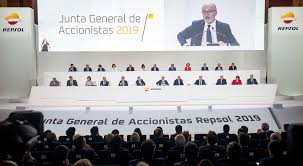 Junta General de
Accionistas 2019
REPSOL
REPSOL
Junta General de Accionistas Repsol 2019